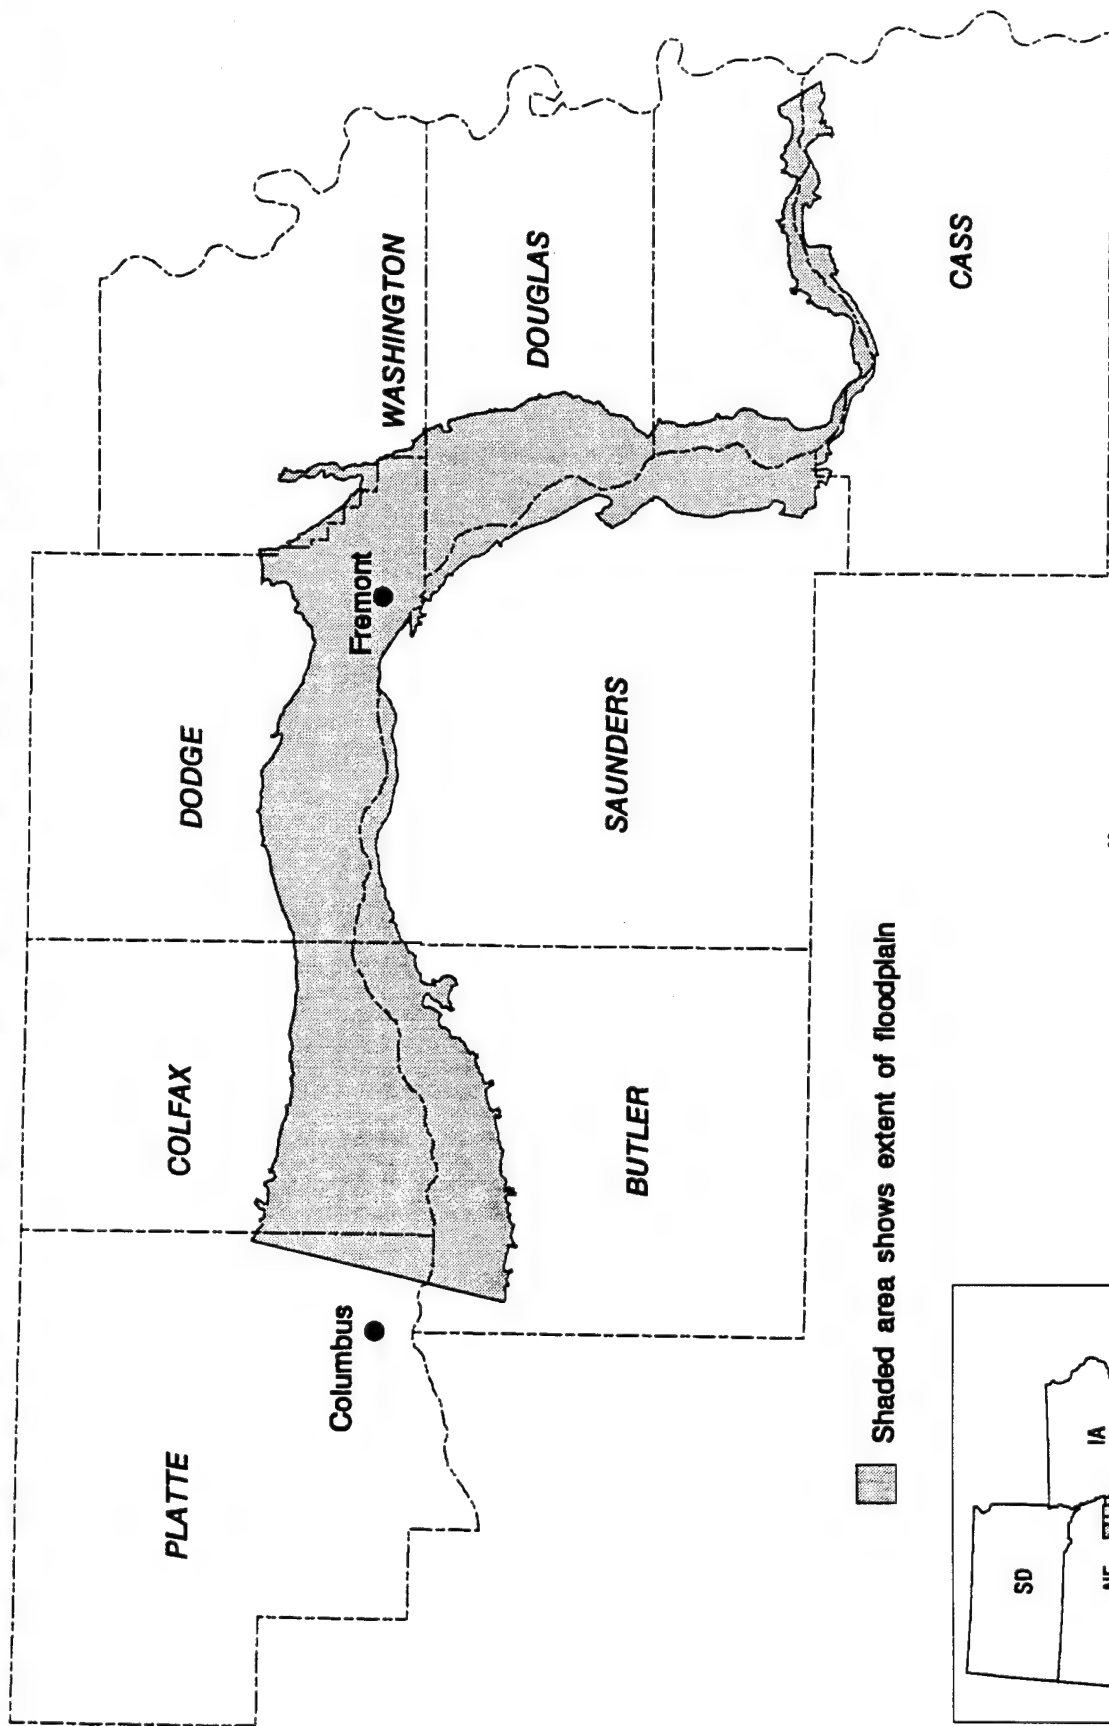 PLATTE
COLFAX
DODGE
WASHINGTON
DOUGLAS
CASS
Columbus
Fremont
BUTLER
SAUNDERS
Shaded area shows extent of floodplain
SD
IA